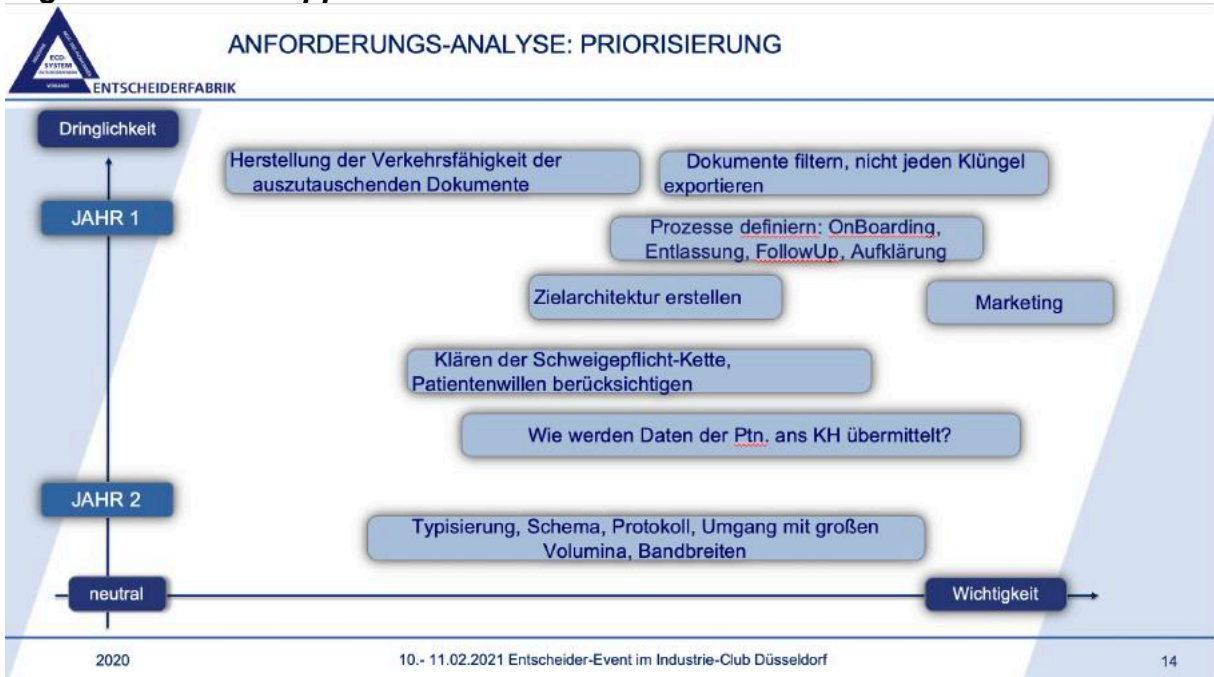 ANFORDERUNGS-ANALYSE: PRIORISIERUNG
ECO-
SYSTEM
VERBÄNDE
ENTSCHEIDERFABRIK
Dringlichkeit
Herstellung der Verkehrsfähigkeit der
auszutauschenden Dokumente
Dokumente filtern, nicht jeden Klüngel
exportieren
JAHR 1
Prozesse definiern: OnBoarding,
Entlassung, FollowUp, Aufklärung
Zielarchitektur erstellen
Marketing
Klären der Schweigepflicht-Kette,
Patientenwillen berücksichtigen
Wie werden Daten der Ptn. ans KH übermittelt?
JAHR 2
Typisierung, Schema, Protokoll, Umgang mit großen
Volumina, Bandbreiten
neutral
Wichtigkeit
2020
10.- 11.02.2021 Entscheider-Event im Industrie-Club Düsseldorf
14